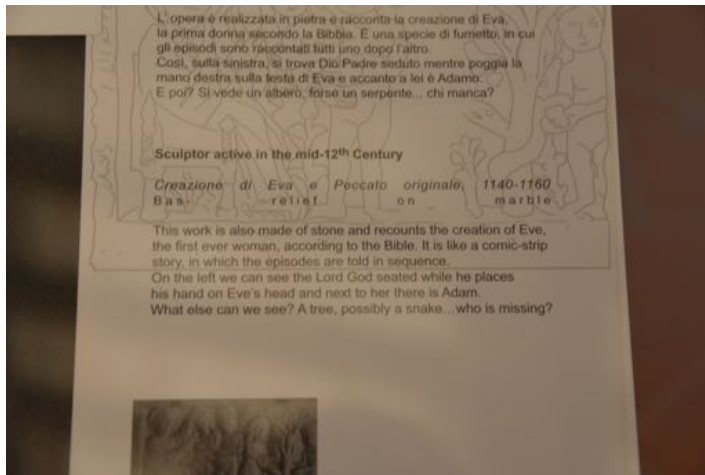 L'opera è realizzata in pietra e racconta la creazione di Eva,
la prima donna secondo la Bibbia. È una specie di fumetto, in cui
gli episodi sono raccontati tutti uno dopo l'altro.
Così, sulla sinistra, si trova Dio Padre seduto mentre poggia la
mano destra sulla testa di Eva e accanto a lei è Adamo.
E poi? Si vede un albero, forse un serpente... chi manca?
Sculptor active in the mid-12th Century
Creazione di Eva e Peccato originale, 1140-1160
Bas-relief on marble
This work is also made of stone and recounts the creation of Eve,
the first ever woman, according to the Bible. It is like a comic-strip
story, in which the episodes are told in sequence.
On the left we can see the Lord God seated while he places
his hand on Eve's head and next to her there is Adam.
What else can we see? A tree, possibly a snake...who is missing?